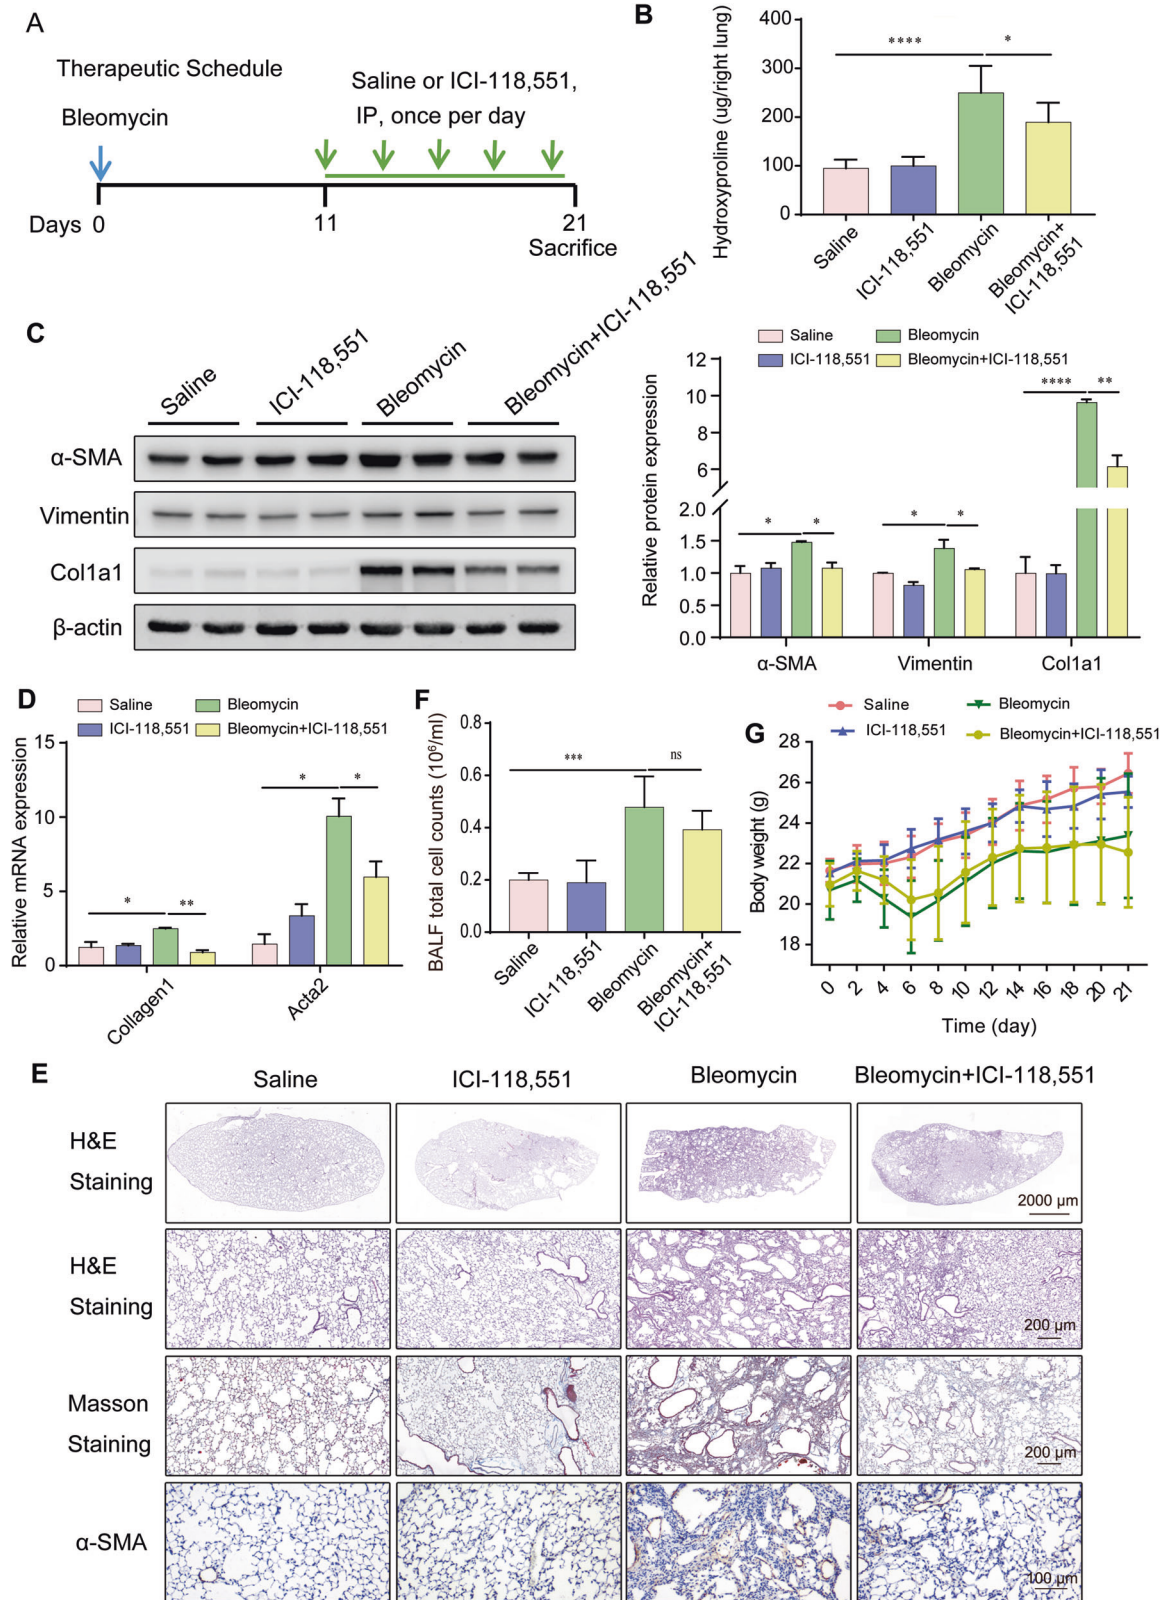 A
Therapeutic Schedule
Bleomycin
Saline or ICI-118,551,
IP, once per day
Days 0 11 21
Sacrifice
B
Hydroxyproline (ug/right lung)
400
300
200
100
0
**** *
Saline
ICI-118,551
Bleomycin
Bleomycin+
ICI-118,551
C
Saline
ICI-118,551
Bleomycin
Bleomycin+ICI-118,551
α-SMA
Vimentin
Col1a1
β-actin
Saline
Bleomycin
ICI-118,551
Bleomycin+ICI-118,551
Relative protein expression
12
10
8
6
2.0
1.5
1.0
0.5
0.0
* *
* *
**** **
α-SMA Vimentin Col1a1
D
Saline
Bleomycin
ICI-118,551
Bleomycin+ICI-118,551
Relative mRNA expression
15
10
5
0
* **
* *
Collagen1
Acta2
F
BALF total cell counts (10⁶/ml)
0.8
0.6
0.4
0.2
0.0
*** ns
Saline
ICI-118,551
Bleomycin
Bleomycin+
ICI-118,551
G
Saline
Bleomycin
ICI-118,551
Bleomycin+ICI-118,551
Body weight (g)
28
26
24
22
20
18
0 2 4 6 8 10 12 14 16 18 20 21
Time (day)
E
Saline ICI-118,551 Bleomycin Bleomycin+ICI-118,551
H&E
Staining
2000 μm
H&E
Staining
200 μm
Masson
Staining
200 μm
α-SMA
100 μm